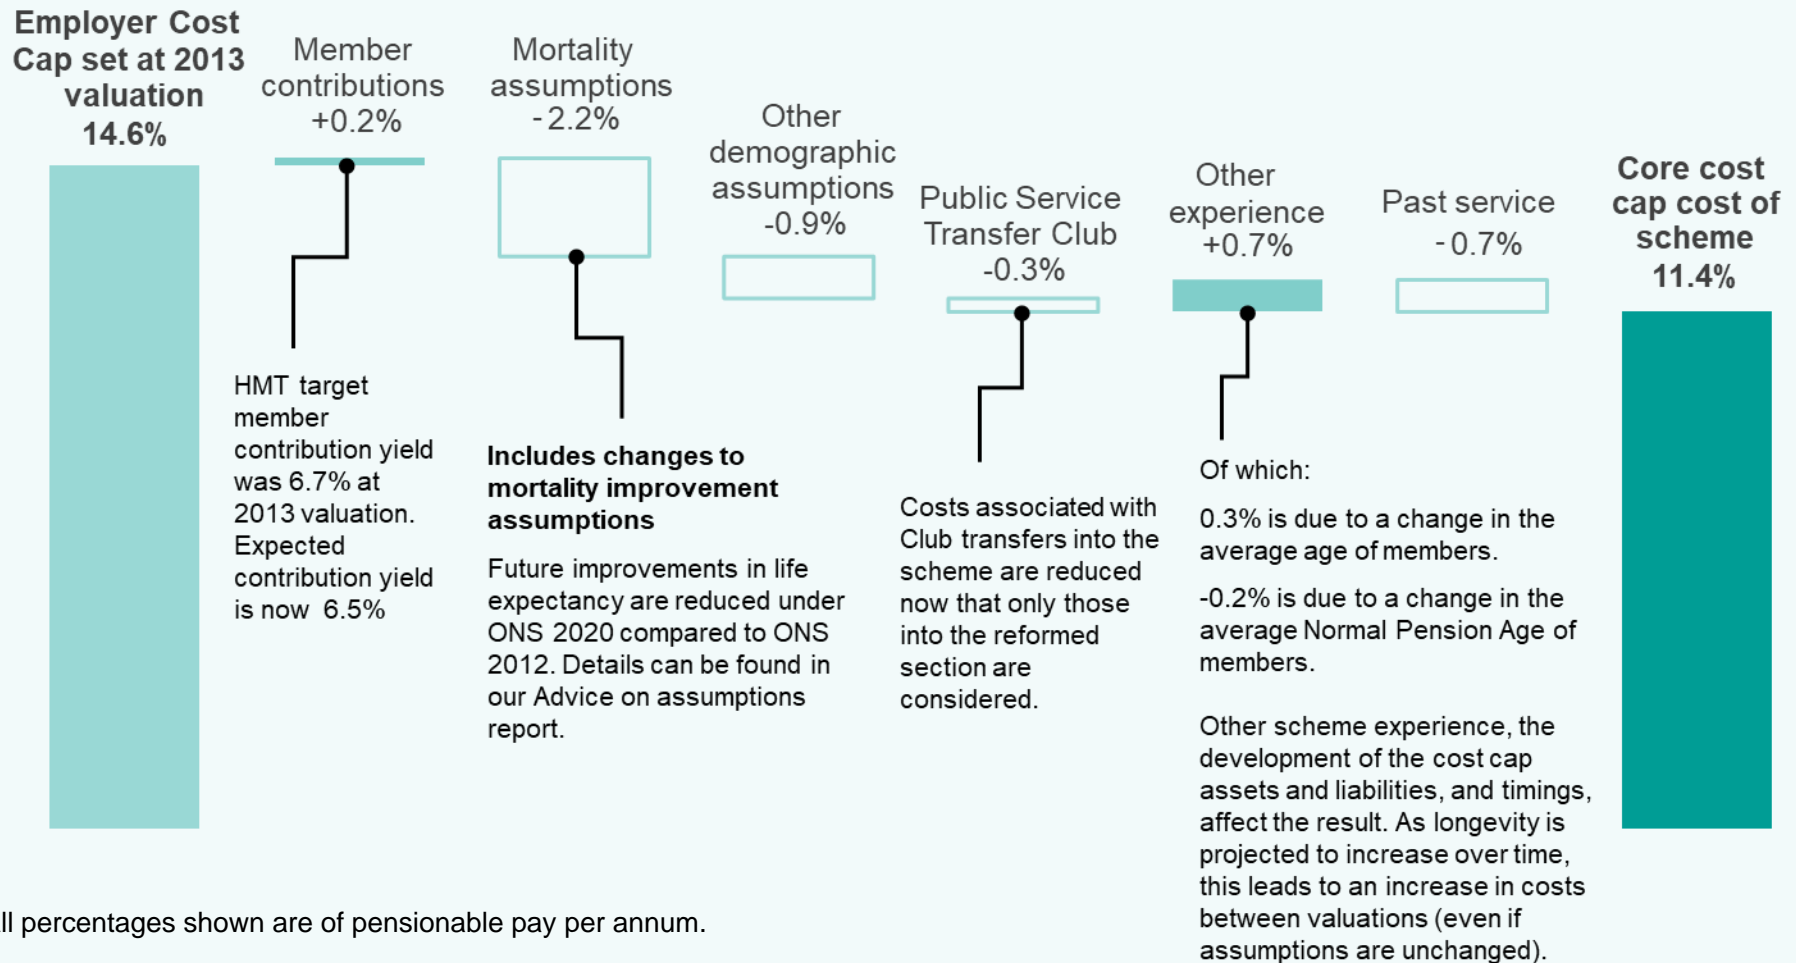 Employer Cost
Cap set at 2013
valuation
14.6%
Member
contributions
+0.2%
Mortality
assumptions
-2.2%
Other
demographic
assumptions
-0.9%
Public Service
Transfer Club
-0.3%
Other
experience
+0.7%
Past service
-0.7%
Core cost
cap cost of
scheme
11.4%
HMT target
member
contribution yield
was 6.7% at
2013 valuation.
Expected
contribution yield
is now 6.5%
Includes changes to
mortality improvement
assumptions
Future improvements in life
expectancy are reduced under
ONS 2020 compared to ONS
2012. Details can be found in
our Advice on assumptions
report.
Costs associated with
Club transfers into the
scheme are reduced
now that only those
into the reformed
section are
considered.
Of which:
0.3% is due to a change in the
average age of members.
-0.2% is due to a change in the
average Normal Pension Age of
members.
Other scheme experience, the
development of the cost cap
assets and liabilities, and timings,
affect the result. As longevity is
projected to increase over time,
this leads to an increase in costs
between valuations (even if
assumptions are unchanged).
ll percentages shown are of pensionable pay per annum.